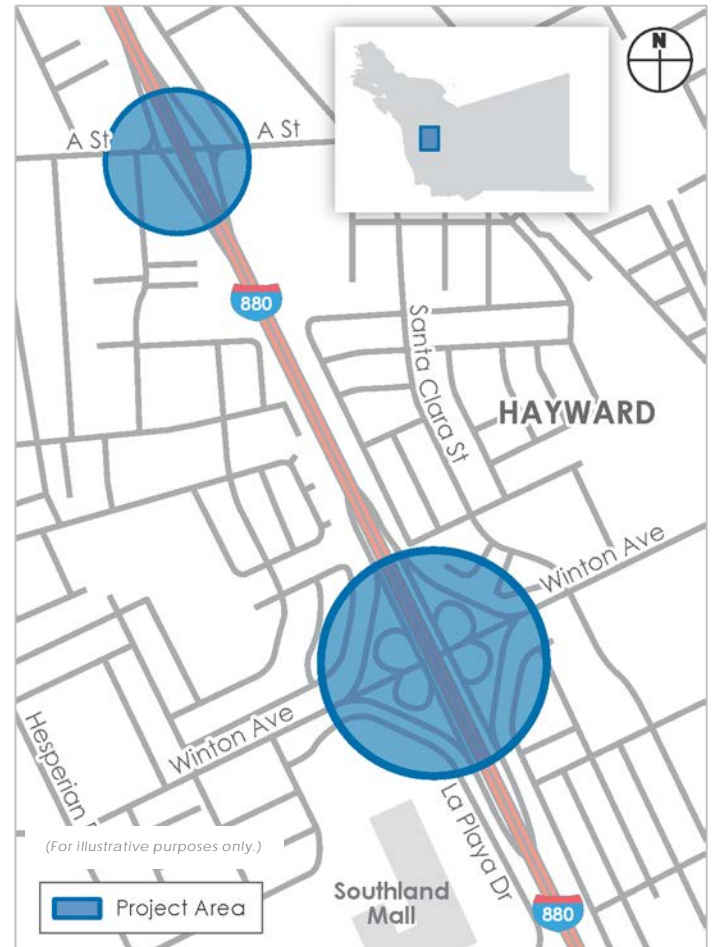 N
A St
A St
880
Santa Clara St
HAYWARD
Winton Ave
Winton Ave
Hesperian
La Playa Dr
(For illustrative purposes only.)
Southland
Mall
Project Area
880